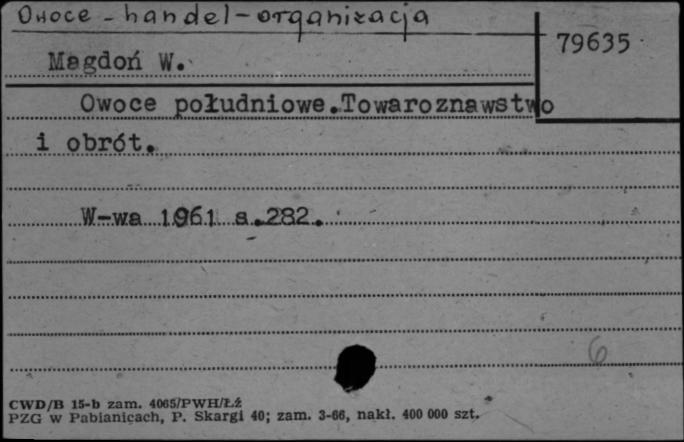 Owoce - handel - organizacja
79635
Magdoń W.
Owoce południowe.Towaroznawstwo
i obrót.
W-wa 1961 s.282.
6
CWD/B 15-b zam. 4065/PWH/Łź
PZG w Pabianicach, P. Skargi 40; zam. 3-66, nakł. 400 000 szt.